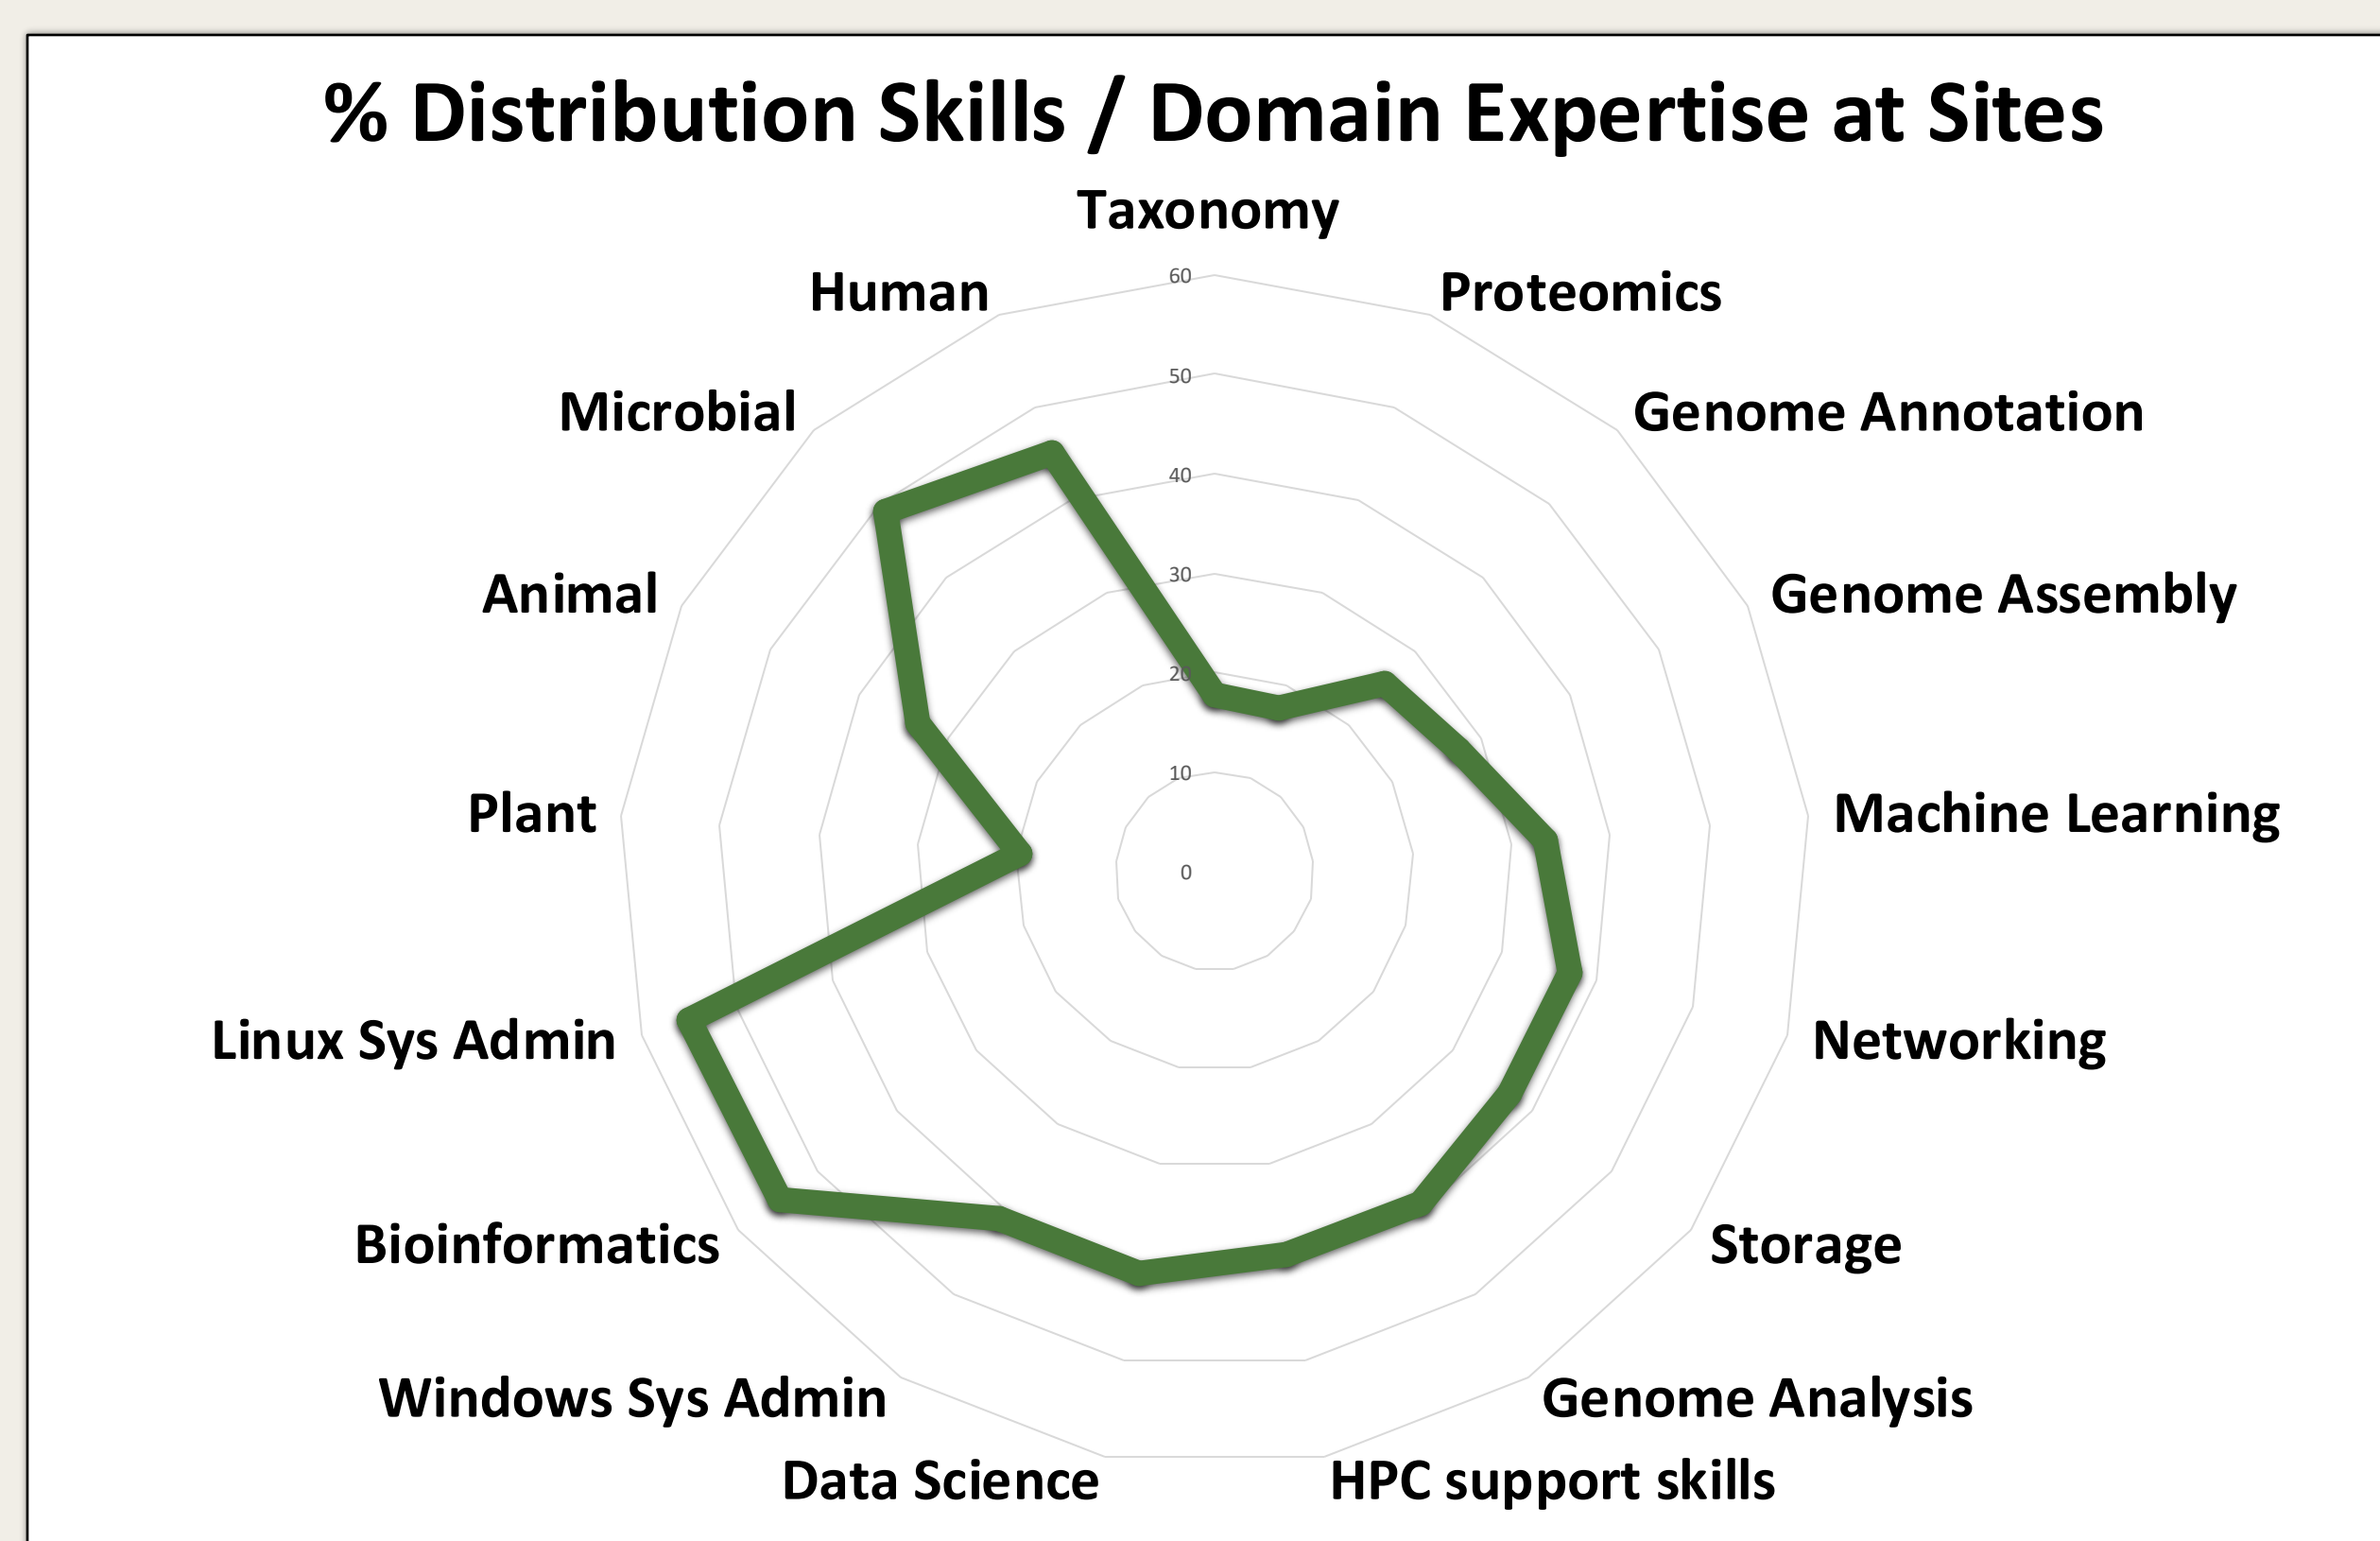 % Distribution Skills / Domain Expertise at Sites
Taxonomy
Human
Proteomics
Microbial
Genome Annotation
Animal
Genome Assembly
Plant
Machine Learning
Linux Sys Admin
Networking
Bioinformatics
Storage
Windows Sys Admin
Genome Analysis
Data Science
HPC support skills
60
50
40
30
20
10
0